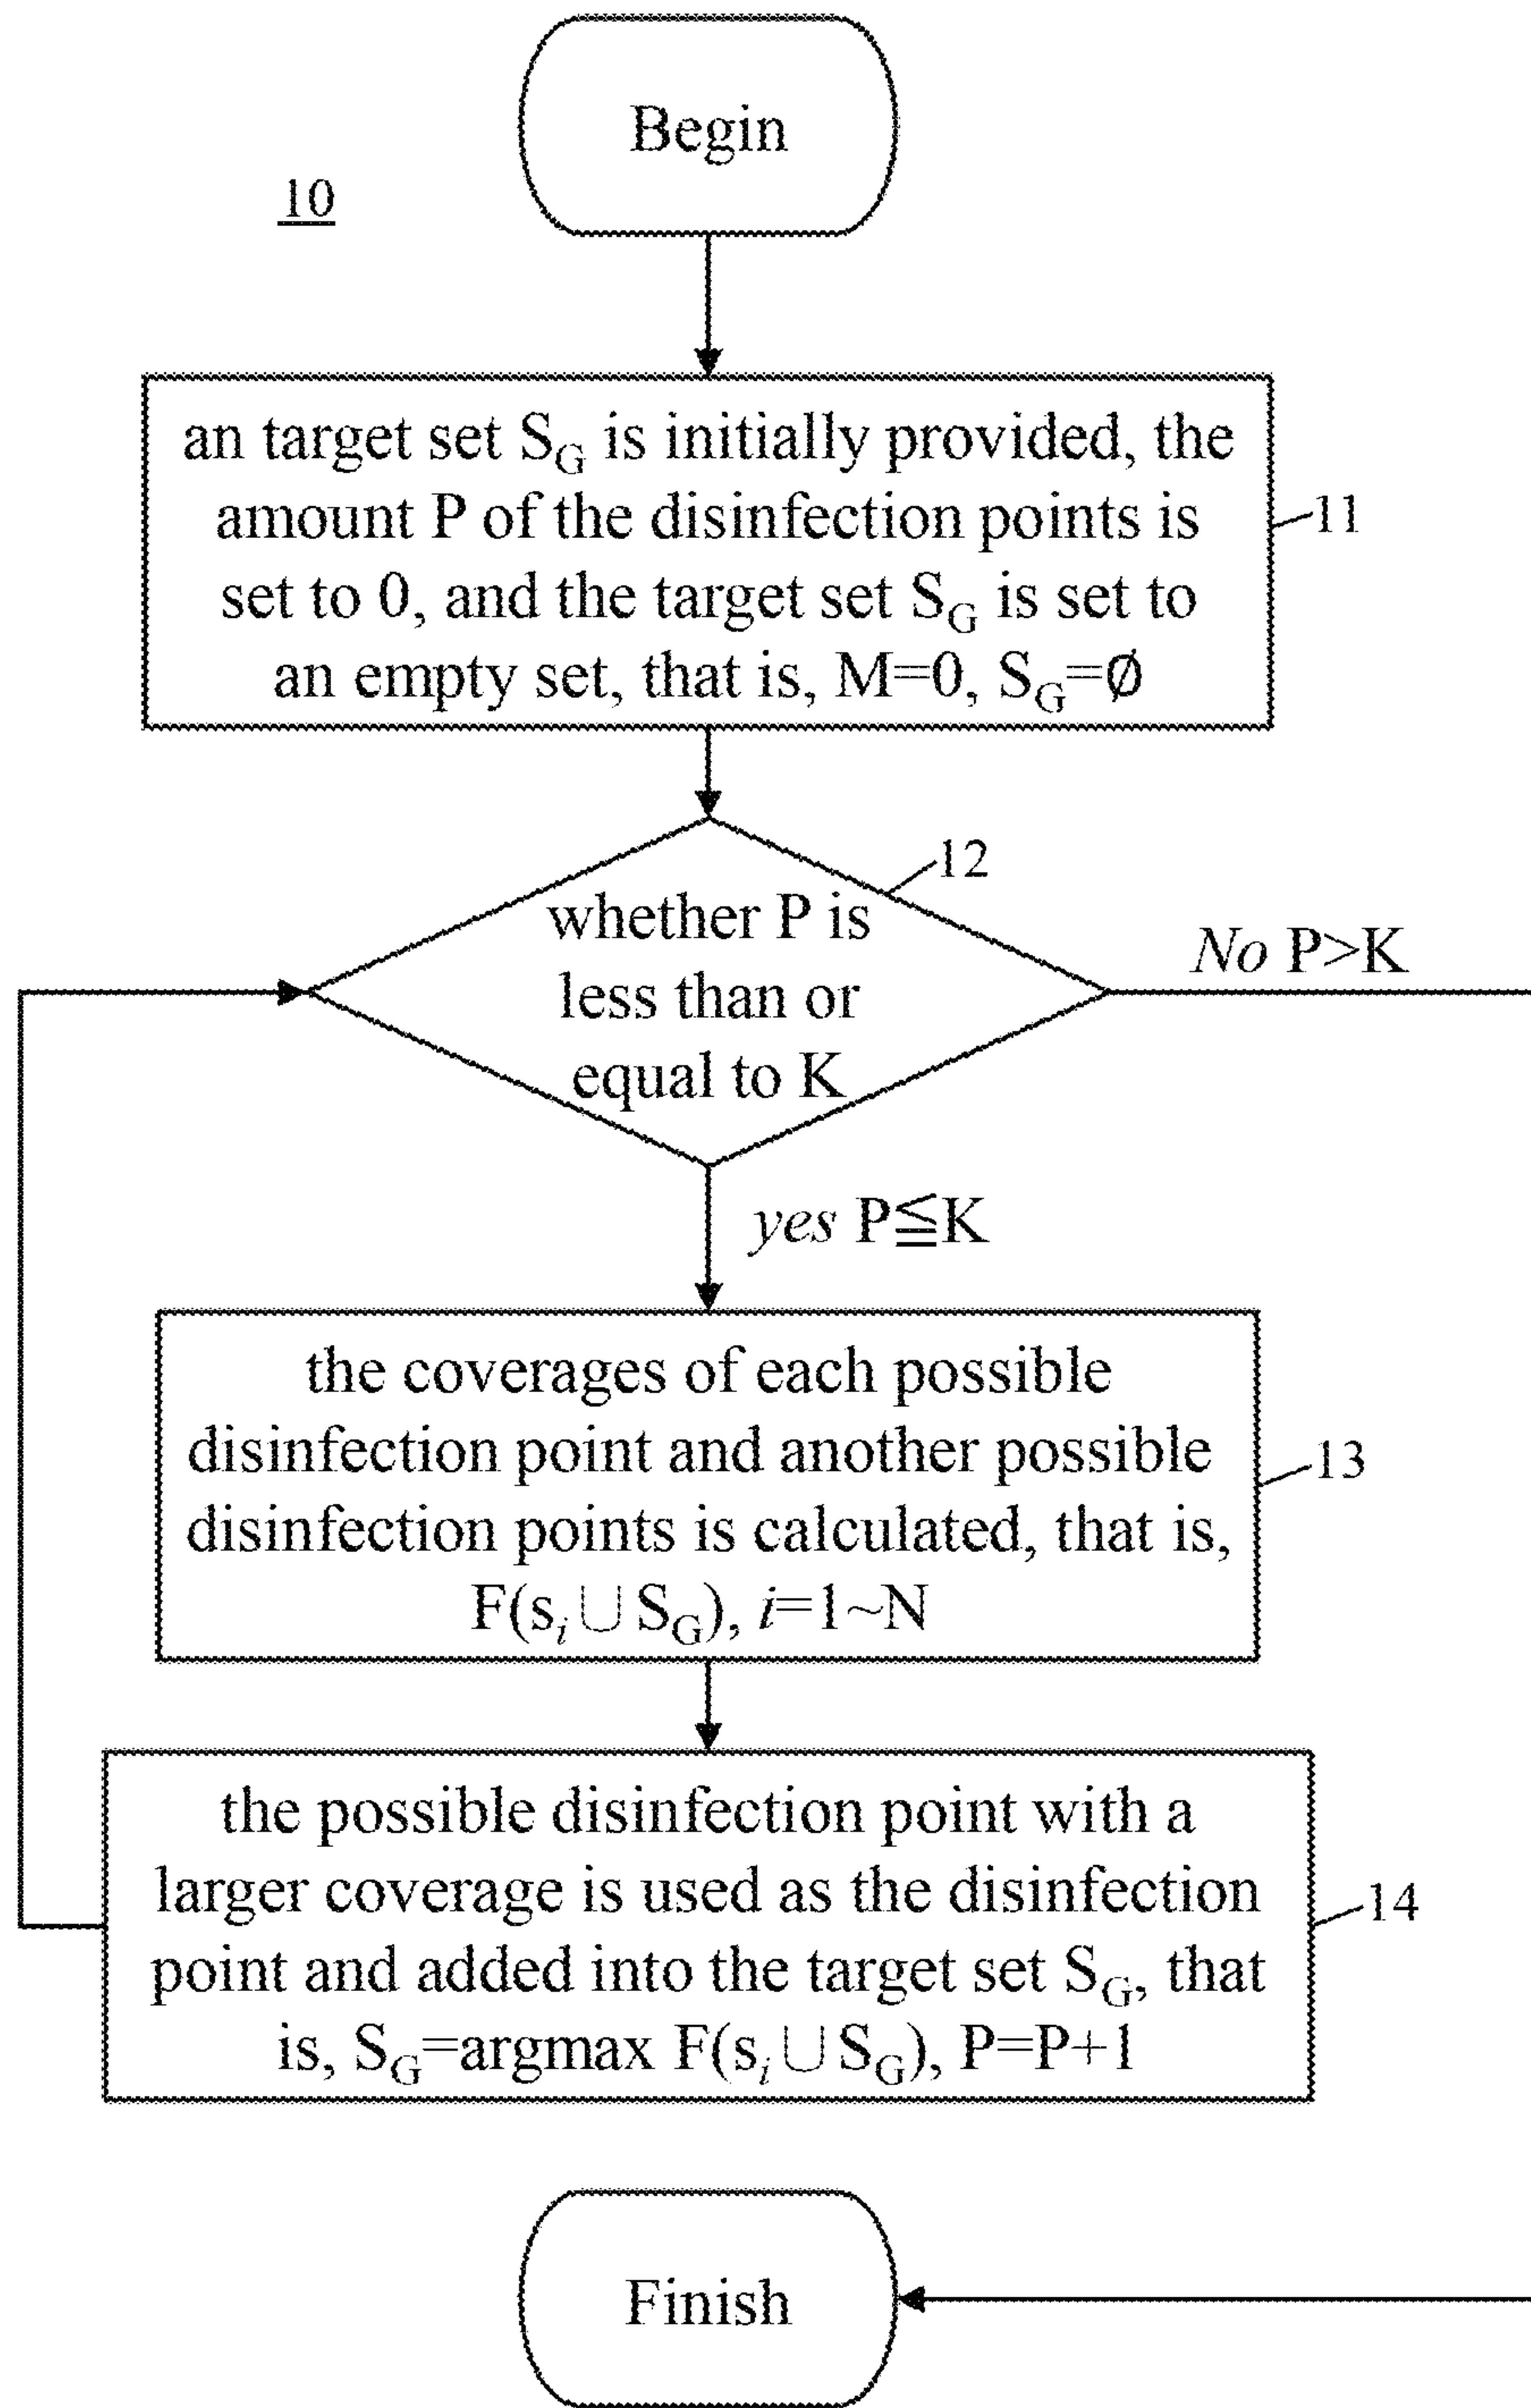 Begin
10
an target set S_G is initially provided, the
amount P of the disinfection points is
set to 0, and the target set S_G is set to
an empty set, that is, M=0, S_G=∅
11
12
whether P is
less than or
equal to K
No P>K
yes P≦K
the coverages of each possible
disinfection point and another possible
disinfection points is calculated, that is,
F(s_i∪S_G), i=1~N
13
the possible disinfection point with a
larger coverage is used as the disinfection
point and added into the target set S_G, that
is, S_G=argmax F(s_i∪S_G), P=P+1
14
Finish